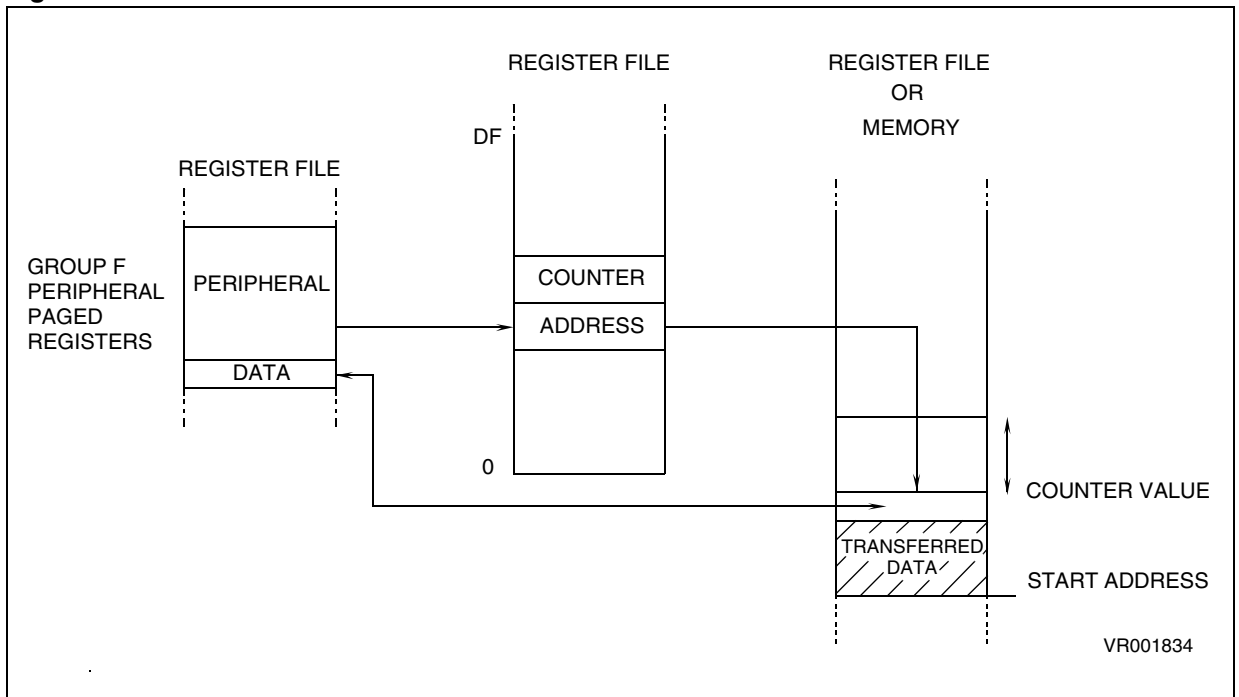 REGISTER FILE
REGISTER FILE
OR
MEMORY
DF
REGISTER FILE
GROUP F
PERIPHERAL
PAGED
REGISTERS
PERIPHERAL
COUNTER
ADDRESS
DATA
0
COUNTER VALUE
TRANSFERRED
DATA
START ADDRESS
VR001834